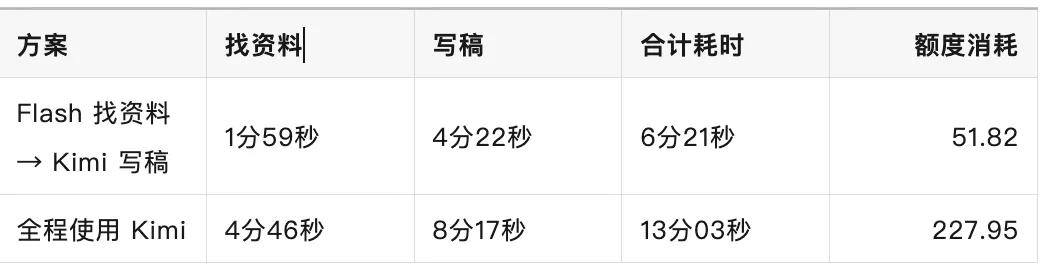 方案 找资料 写稿 合计耗时 额度消耗
Flash 找资料
→ Kimi 写稿 1分59秒 4分22秒 6分21秒 51.82
全程使用 Kimi 4分46秒 8分17秒 13分03秒 227.95